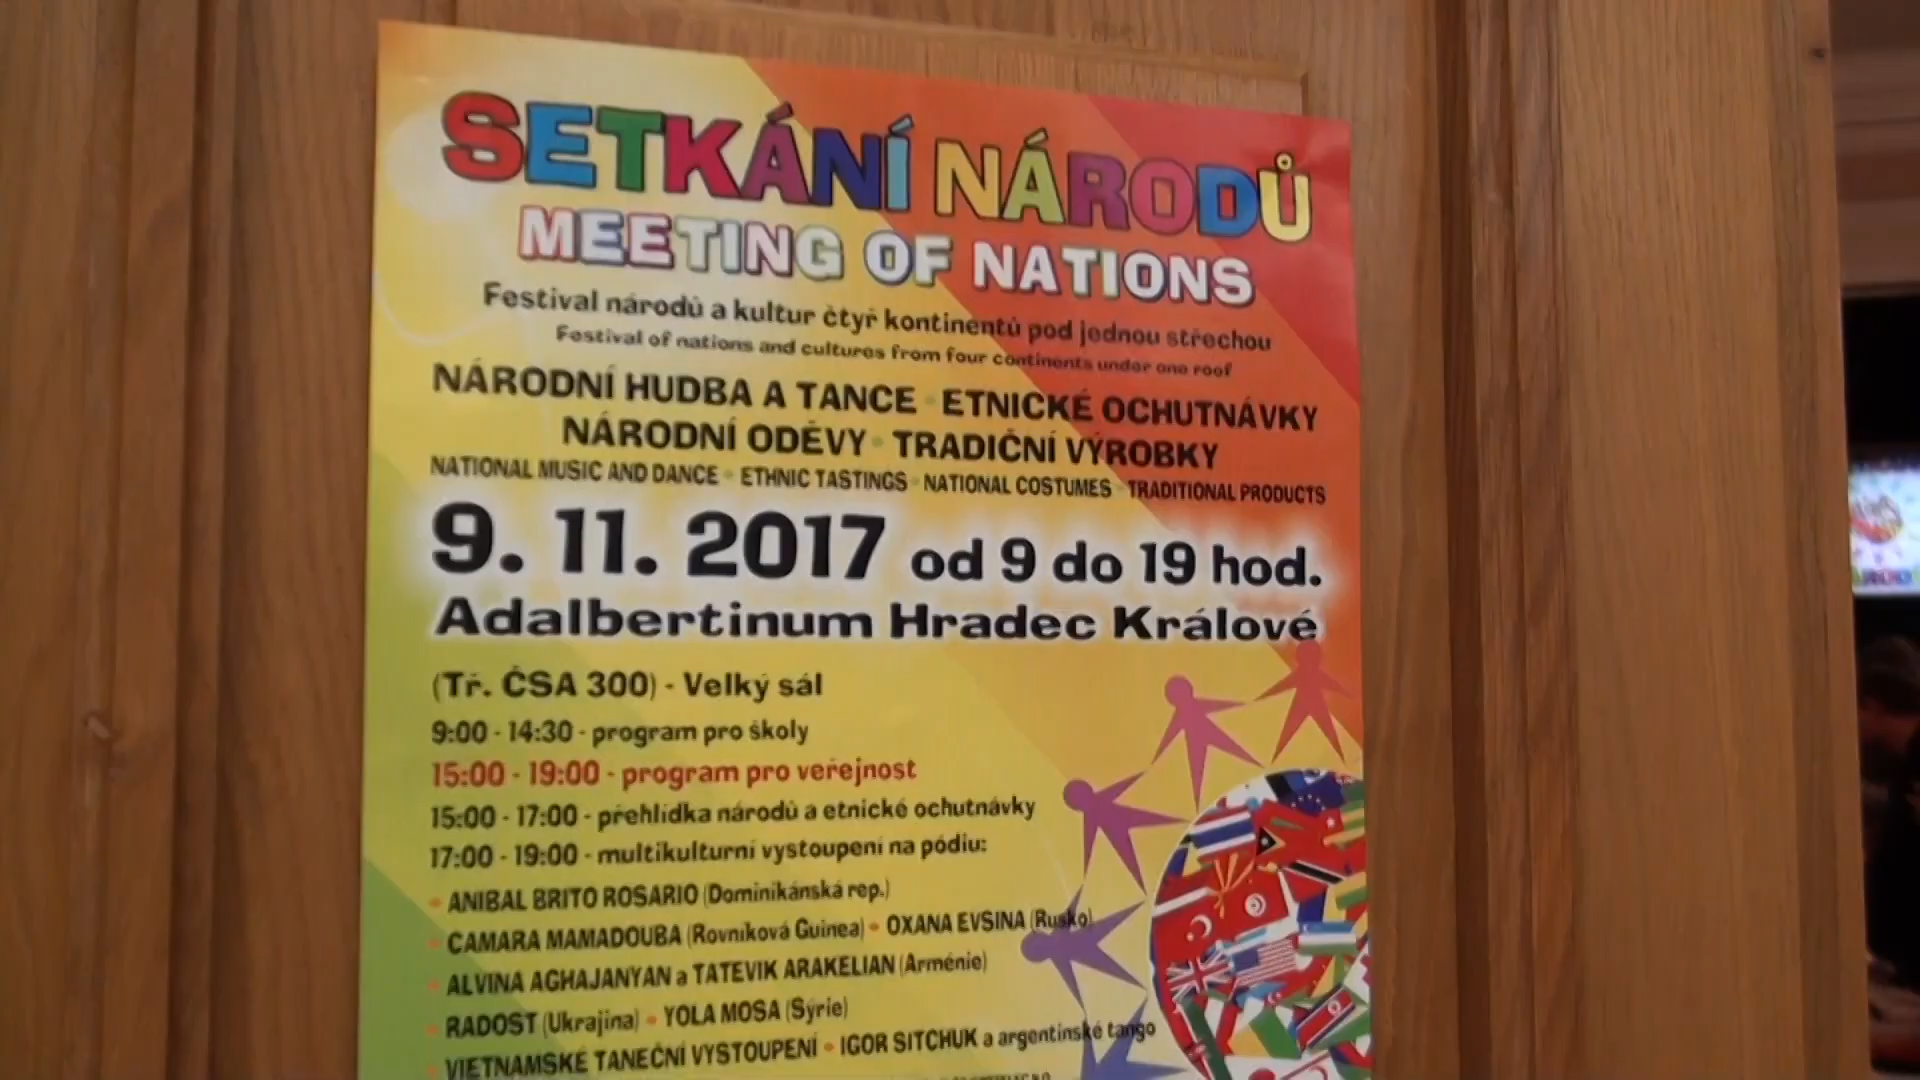 SETKÁNÍ NÁRODŮ
MEETING OF NATIONS
Festival národů a kultur čtyř kontinentů pod jednou střechou
Festival of nations and cultures from four continents under one roof
NÁRODNÍ HUDBA A TANCE • ETNICKÉ OCHUTNÁVKY
NÁRODNÍ ODĚVY • TRADIČNÍ VÝROBKY
NATIONAL MUSIC AND DANCE • ETHNIC TASTINGS • NATIONAL COSTUMES • TRADITIONAL PRODUCTS
9. 11. 2017 od 9 do 19 hod.
Adalbertinum Hradec Králové
(Tř. ČSA 300) - Velký sál
9:00 - 14:30 - program pro školy
15:00 - 19:00 - program pro veřejnost
15:00 - 17:00 - přehlídka národů a etnické ochutnávky
17:00 - 19:00 - multikulturní vystoupení na pódiu:
• ANIBAL BRITO ROSARIO (Dominikánská rep.)
• CAMARA MAMADOUBA (Rovníková Guinea) • OXANA EVSINA (Rusko)
• ALVINA AGHAJANYAN a TATEVIK ARAKELIAN (Arménie)
• RADOST (Ukrajina) • YOLA MOSA (Sýrie)
• VIETNAMSKÉ TANEČNÍ VYSTOUPENÍ • IGOR SITCHUK a argentinské tango